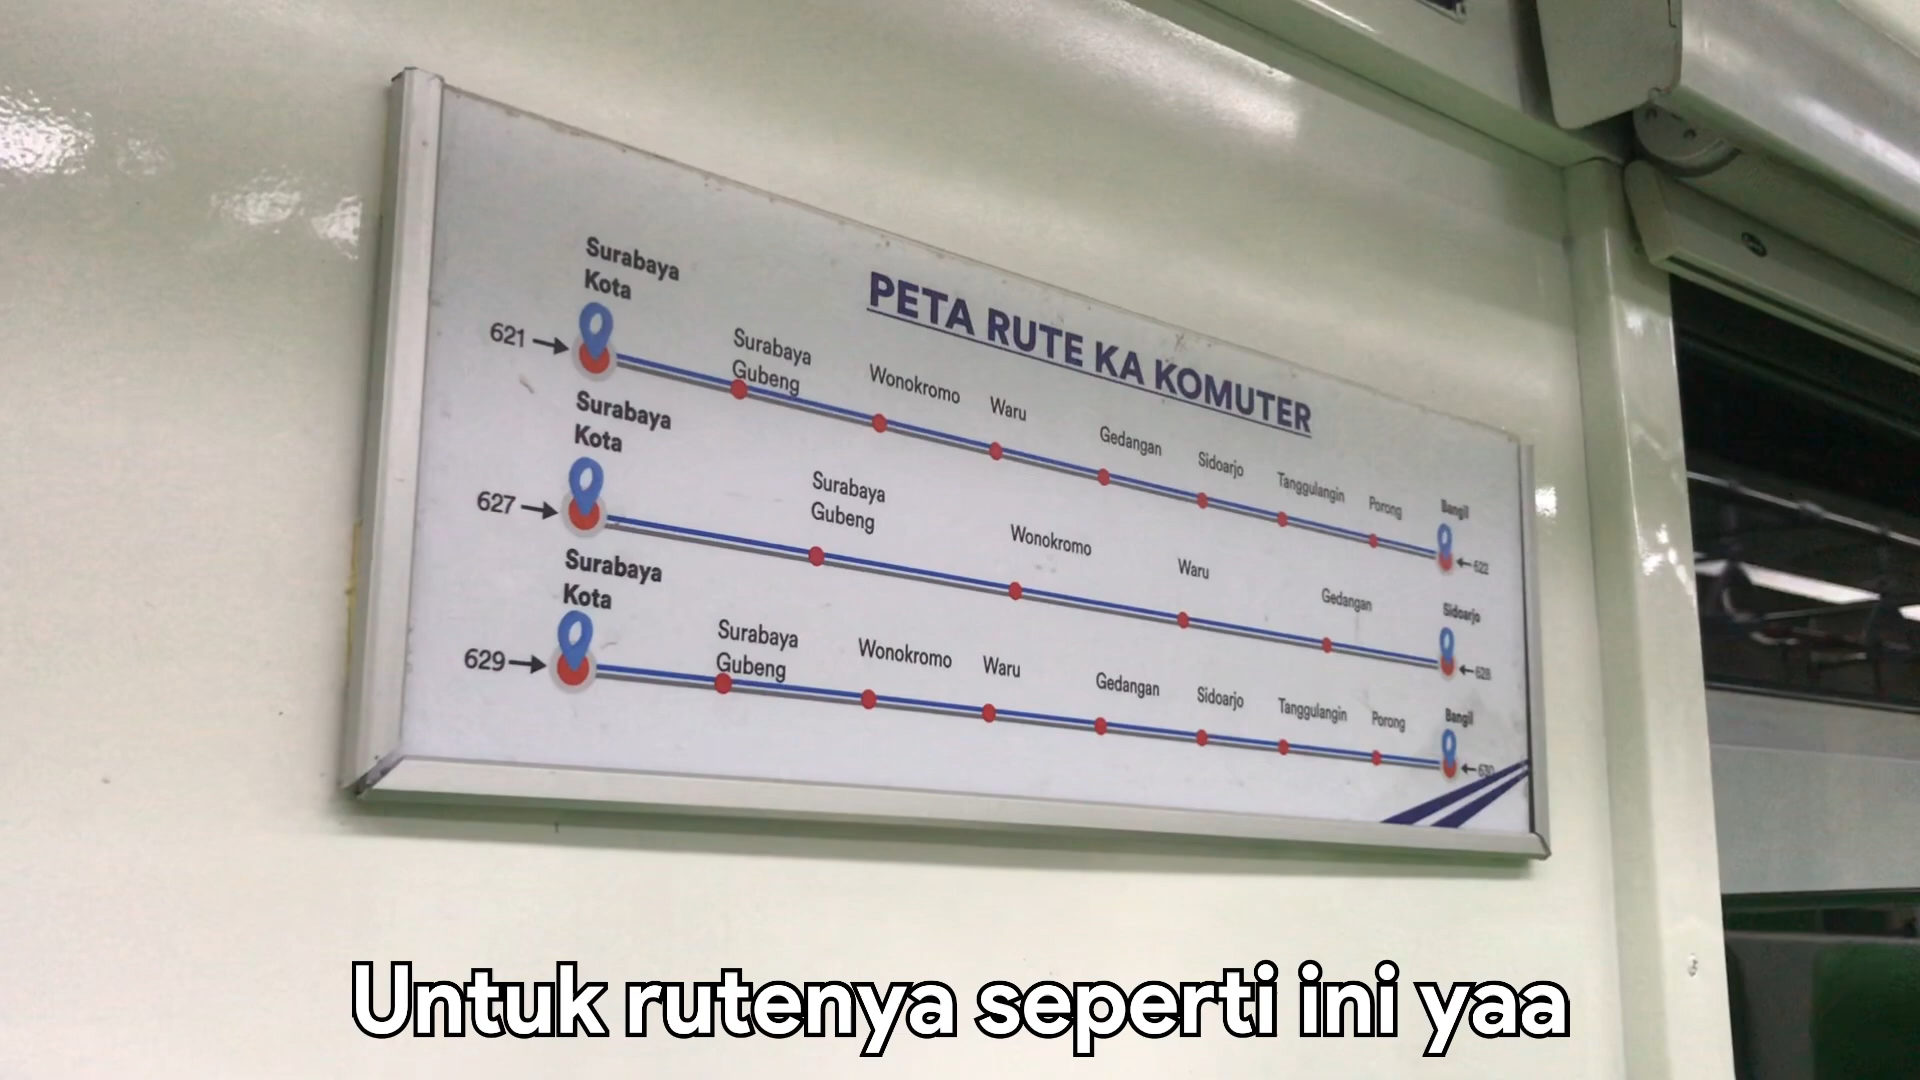 PETA RUTE KA KOMUTER
Surabaya
Kota
621
Surabaya
Gubeng
Wonokromo
Waru
Gedangan
Sidoarjo
Tanggulangin
Porong
Bangil
622
Surabaya
Kota
627
Surabaya
Gubeng
Wonokromo
Waru
Gedangan
Sidoarjo
628
Surabaya
Kota
629
Surabaya
Gubeng
Wonokromo
Waru
Gedangan
Sidoarjo
Tanggulangin
Porong
Bangil
630
Untuk rutenya seperti ini yaa